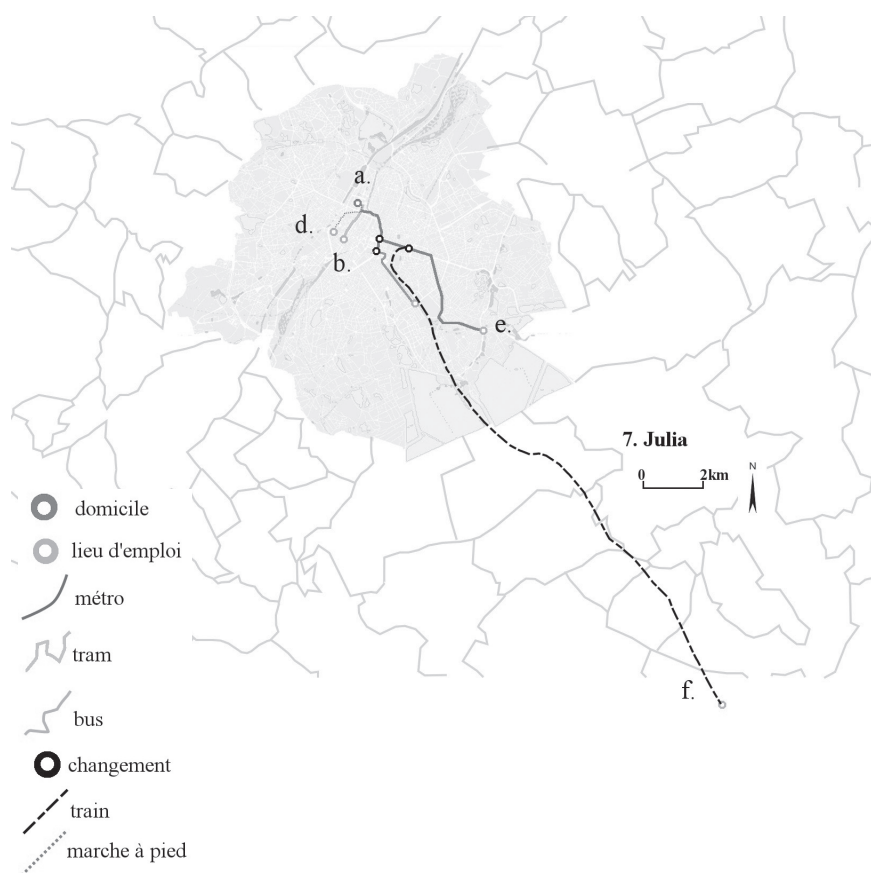 a.
d.
b.
e.
7. Julia
0 2km
N
domicile
lieu d'emploi
métro
tram
f.
bus
changement
train
marche à pied